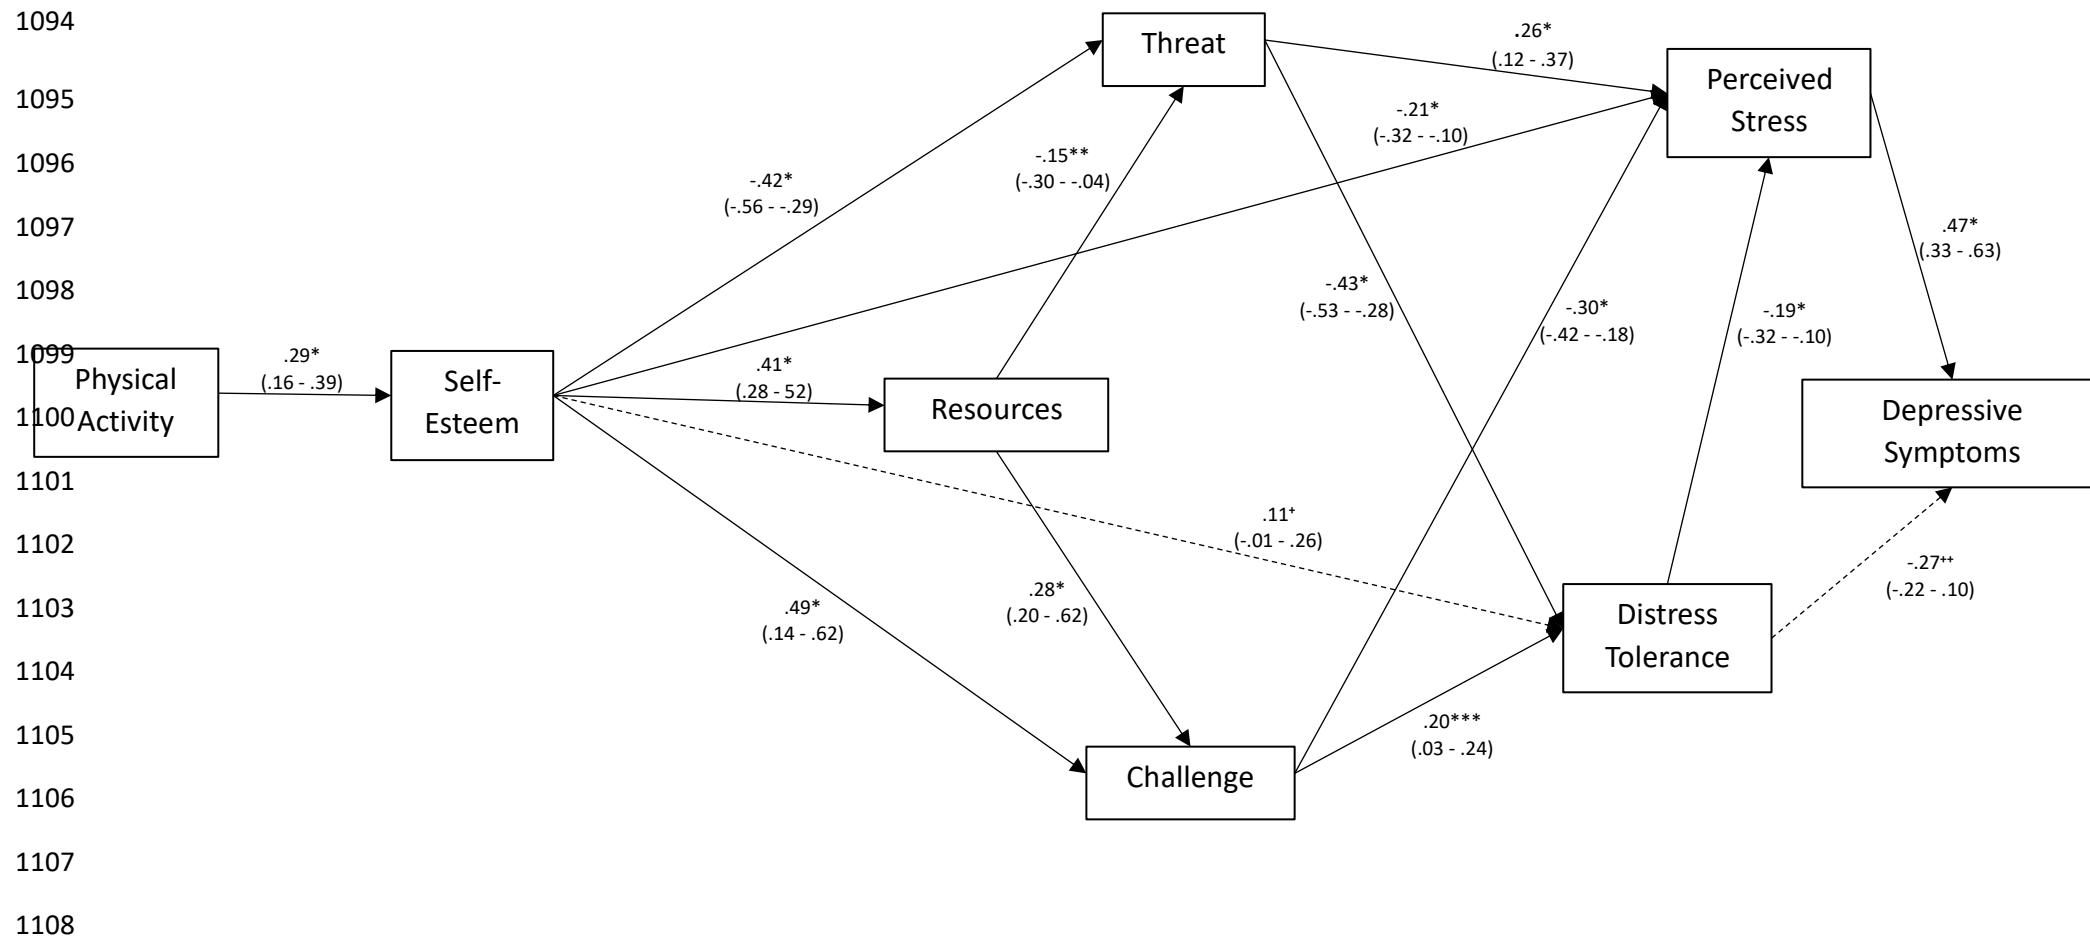 1094
Threat
.26*
(.12 - .37)
Perceived
Stress
1095
-.21*
(-.32 - -.10)
1096
-.15**
(-.30 - -.04)
-.42*
(-.56 - -.29)
1097
.47*
(.33 - .63)
1098
-.43*
(-.53 - -.28)
-.30*
(-.42 - -.18)
-.19*
(-.32 - -.10)
1099
Physical
Activity
.29*
(.16 - .39)
Self-
Esteem
.41*
(.28 - 52)
Resources
Depressive
Symptoms
1100
1101
.11⁺
(-.01 - .26)
1102
-.27⁺⁺
(-.22 - .10)
1103
.49*
(.14 - .62)
.28*
(.20 - .62)
Distress
Tolerance
1104
1105
.20***
(.03 - .24)
Challenge
1106
1107
1108